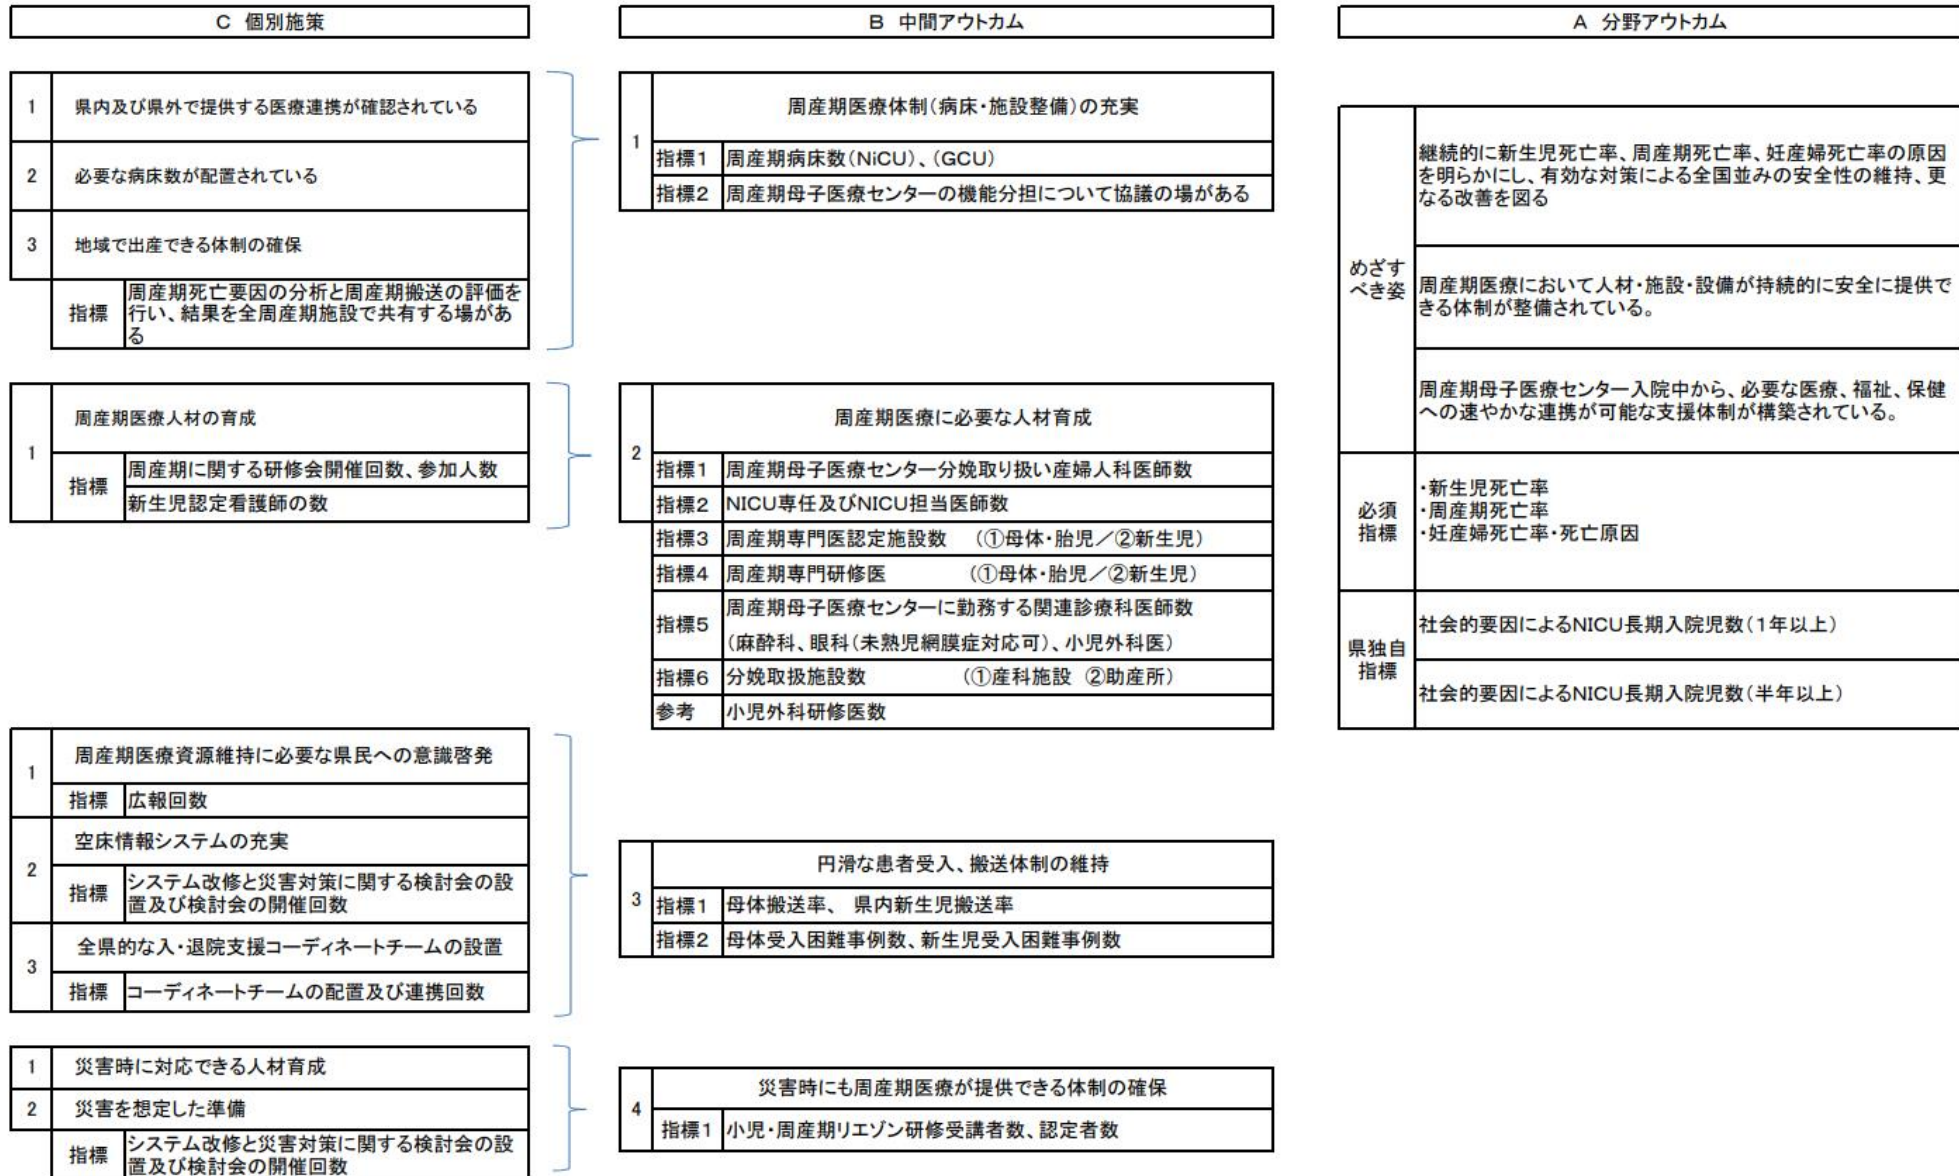 C 個別施策
B 中間アウトカム
A 分野アウトカム
1 県内及び県外で提供する医療連携が確認されている
2 必要な病床数が配置されている
3 地域で出産できる体制の確保
指標 周産期死亡要因の分析と周産期搬送の評価を
行い、結果を全周産期施設で共有する場があ
る
1 周産期医療人材の育成
指標 周産期に関する研修会開催回数、参加人数
新生児認定看護師の数
1 周産期医療資源維持に必要な県民への意識啓発
指標 広報回数
2 空床情報システムの充実
指標 システム改修と災害対策に関する検討会の設
置及び検討会の開催回数
3 全県的な入・退院支援コーディネートチームの設置
指標 コーディネートチームの配置及び連携回数
1 災害時に対応できる人材育成
2 災害を想定した準備
指標 システム改修と災害対策に関する検討会の設
置及び検討会の開催回数
1 周産期医療体制(病床・施設整備)の充実
指標1 周産期病床数(NiCU)、(GCU)
指標2 周産期母子医療センターの機能分担について協議の場がある
2 周産期医療に必要な人材育成
指標1 周産期母子医療センター分娩取り扱い産婦人科医師数
指標2 NICU専任及びNICU担当医師数
指標3 周産期専門医認定施設数 (①母体・胎児/②新生児)
指標4 周産期専門研修医 (①母体・胎児/②新生児)
指標5 周産期母子医療センターに勤務する関連診療科医師数
(麻酔科、眼科(未熟児網膜症対応可)、小児外科医)
指標6 分娩取扱施設数 (①産科施設 ②助産所)
参考 小児外科研修医数
3 円滑な患者受入、搬送体制の維持
指標1 母体搬送率、 県内新生児搬送率
指標2 母体受入困難事例数、新生児受入困難事例数
4 災害時にも周産期医療が提供できる体制の確保
指標1 小児・周産期リエゾン研修受講者数、認定者数
めざす
べき姿
継続的に新生児死亡率、周産期死亡率、妊産婦死亡率の原因
を明らかにし、有効な対策による全国並みの安全性の維持、更
なる改善を図る
周産期医療において人材・施設・設備が持続的に安全に提供で
きる体制が整備されている。
周産期母子医療センター入院中から、必要な医療、福祉、保健
への速やかな連携が可能な支援体制が構築されている。
必須
指標
・新生児死亡率
・周産期死亡率
・妊産婦死亡率・死亡原因
県独自
指標
社会的要因によるNICU長期入院児数(1年以上)
社会的要因によるNICU長期入院児数(半年以上)